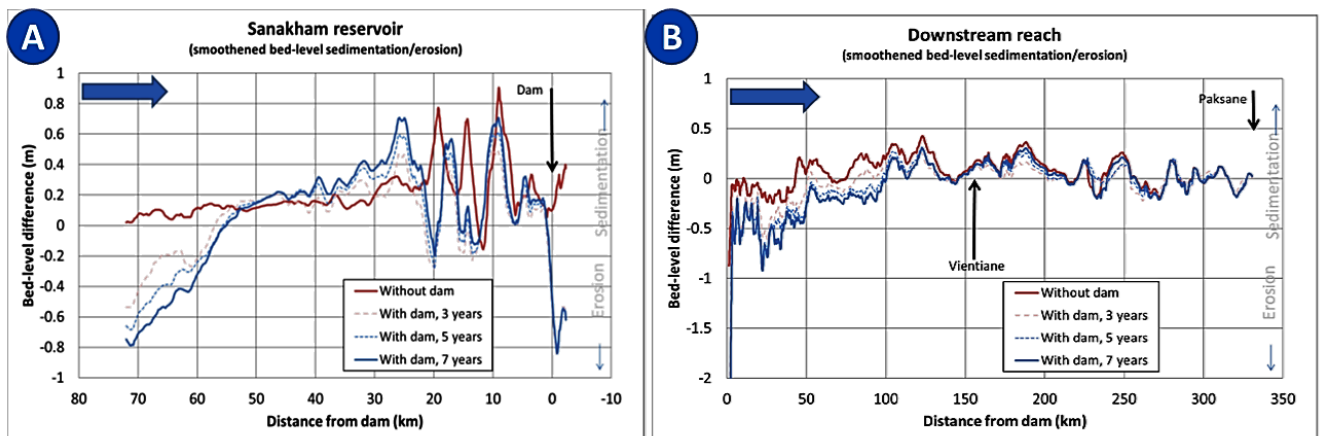 A
Sanakham reservoir
(smoothened bed-level sedimentation/erosion)
Bed-level difference (m)
1
0.8
0.6
0.4
0.2
0
-0.2
-0.4
-0.6
-0.8
-1
Dam
Sedimentation
Erosion
Without dam
With dam, 3 years
With dam, 5 years
With dam, 7 years
80 70 60 50 40 30 20 10 0 -10
Distance from dam (km)
B
Downstream reach
(smoothened bed-level sedimentation/erosion)
Bed-level difference (m)
1
0.5
0
-0.5
-1
-1.5
-2
Paksane
Vientiane
Sedimentation
Erosion
Without dam
With dam, 3 years
With dam, 5 years
With dam, 7 years
0 50 100 150 200 250 300 350
Distance from dam (km)